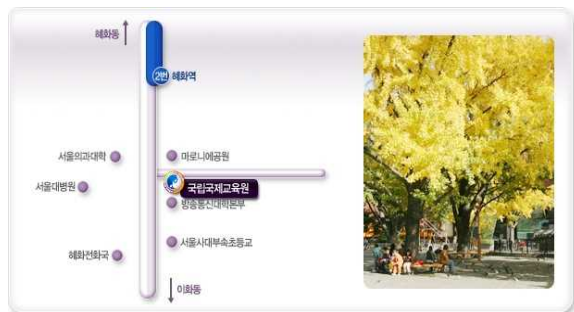 혜화동
2번 혜화역
서울의과대학
마로니에공원
서울대병원
국립국제교육원
방송통신대학본부
서울사대부속초등교
혜화전화국
이화동